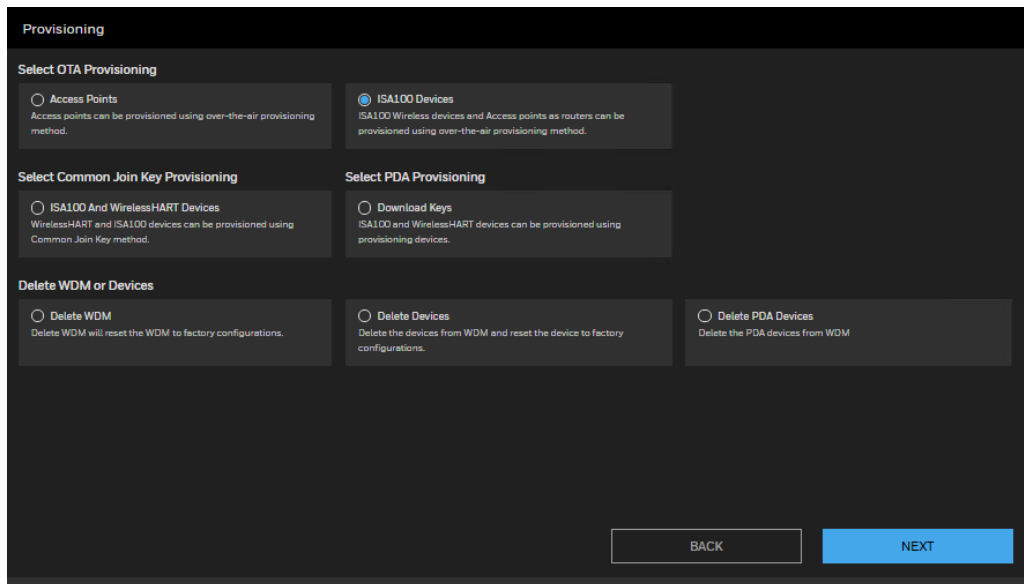 Provisioning
Select OTA Provisioning
Access Points
Access points can be provisioned using over-the-air provisioning
method.
ISA100 Devices
ISA100 Wireless devices and Access points as routers can be
provisioned using over-the-air provisioning method.
Select Common Join Key Provisioning
ISA100 And WirelessHART Devices
WirelessHART and ISA100 devices can be provisioned using
Common Join Key method.
Select PDA Provisioning
Download Keys
ISA100 and WirelessHART devices can be provisioned using
provisioning devices.
Delete WDM or Devices
Delete WDM
Delete WDM will reset the WDM to factory configurations.
Delete Devices
Delete the devices from WDM and reset the device to factory
configurations.
Delete PDA Devices
Delete the PDA devices from WDM
BACK
NEXT